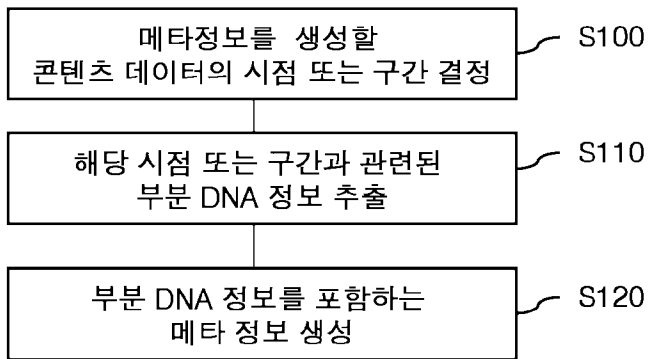 메타정보를 생성할
콘텐츠 데이터의 시점 또는 구간 결정
S100
해당 시점 또는 구간과 관련된
부분 DNA 정보 추출
S110
부분 DNA 정보를 포함하는
메타 정보 생성
S120